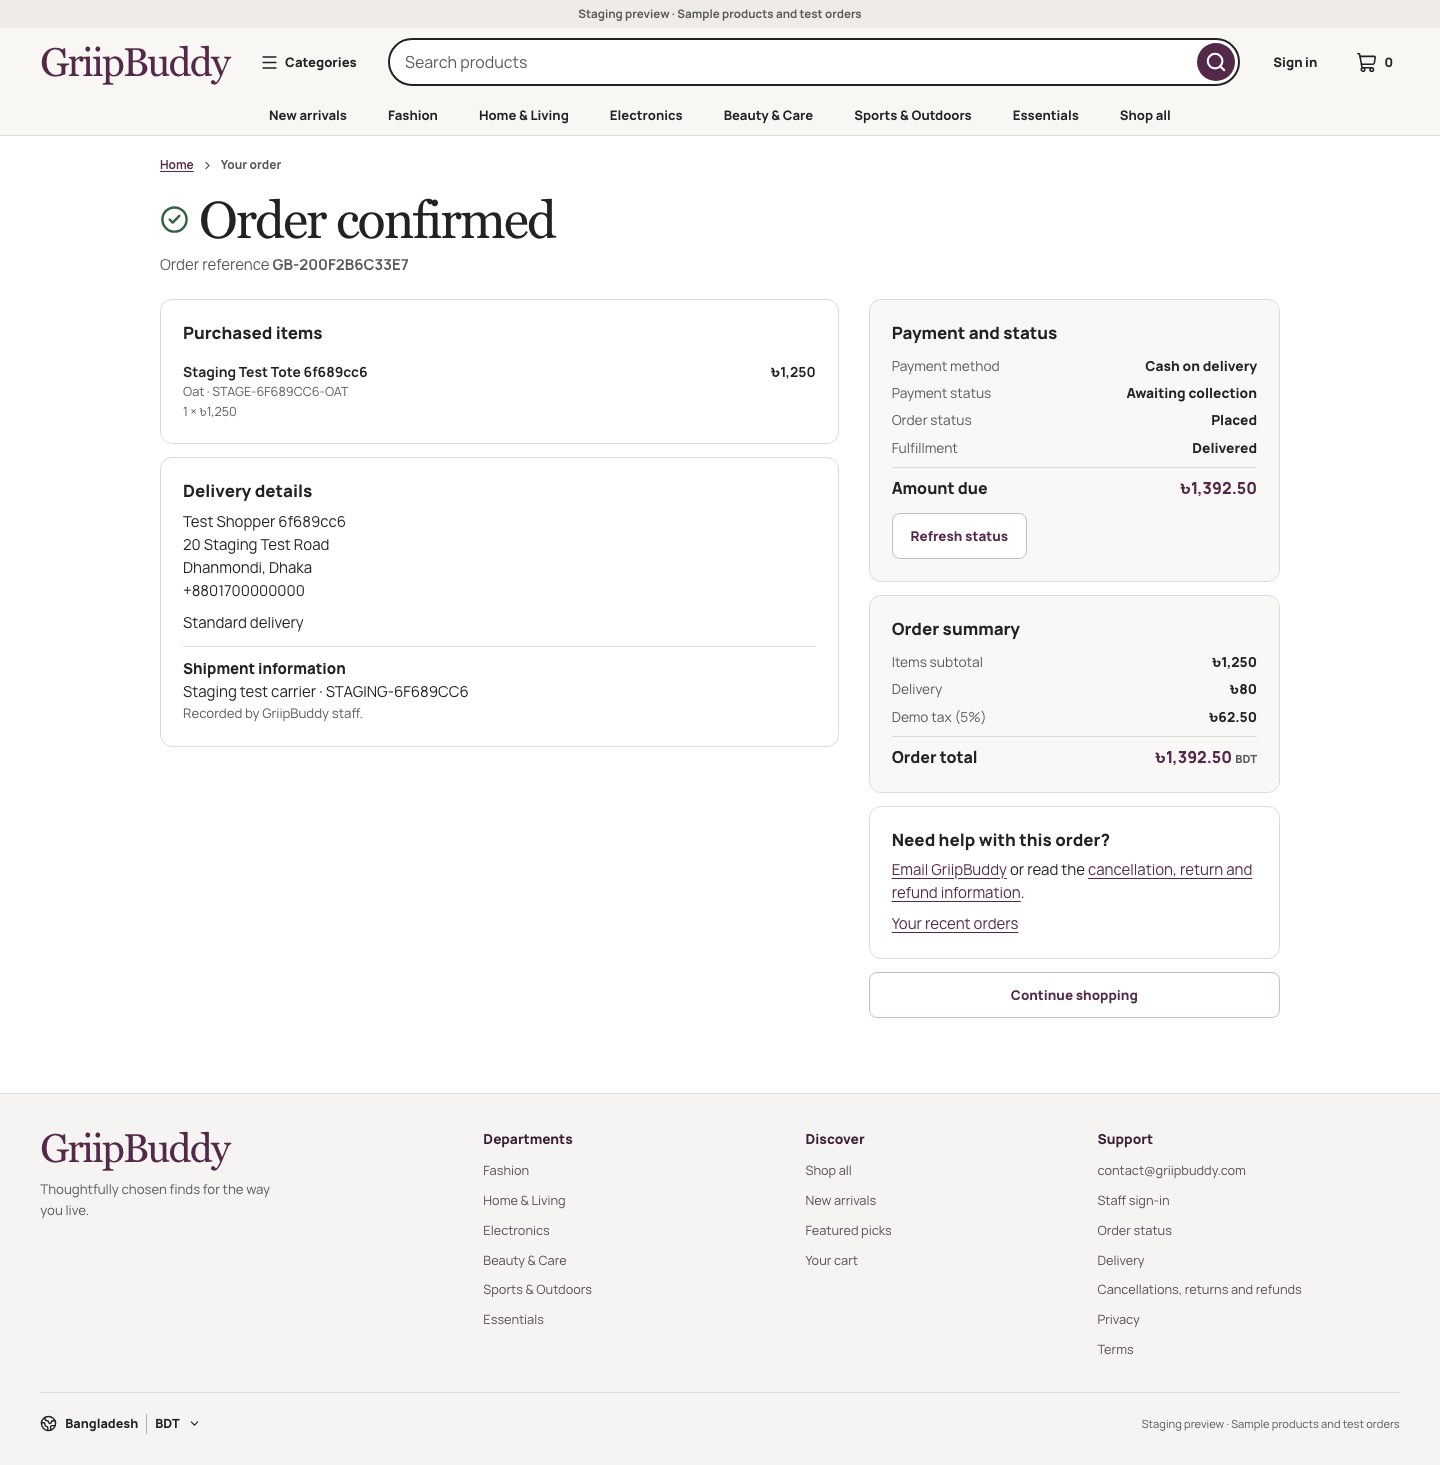 Staging preview · Sample products and test orders
GriipBuddy
Categories
Search products
Sign in
0
New arrivals
Fashion
Home & Living
Electronics
Beauty & Care
Sports & Outdoors
Essentials
Shop all
Home
Your order
Order confirmed
Order reference GB-200F2B6C33E7
Purchased items
Staging Test Tote 6f689cc6
৳1,250
Oat · STAGE-6F689CC6-OAT
1 × ৳1,250
Delivery details
Test Shopper 6f689cc6
20 Staging Test Road
Dhanmondi, Dhaka
+8801700000000
Standard delivery
Shipment information
Staging test carrier · STAGING-6F689CC6
Recorded by GriipBuddy staff.
Payment and status
Payment method Cash on delivery
Payment status Awaiting collection
Order status Placed
Fulfillment Delivered
Amount due ৳1,392.50
Refresh status
Order summary
Items subtotal ৳1,250
Delivery ৳80
Demo tax (5%) ৳62.50
Order total ৳1,392.50 BDT
Need help with this order?
Email GriipBuddy or read the cancellation, return and
refund information.
Your recent orders
Continue shopping
GriipBuddy
Thoughtfully chosen finds for the way
you live.
Departments
Fashion
Home & Living
Electronics
Beauty & Care
Sports & Outdoors
Essentials
Discover
Shop all
New arrivals
Featured picks
Your cart
Support
contact@griipbuddy.com
Staff sign-in
Order status
Delivery
Cancellations, returns and refunds
Privacy
Terms
Bangladesh
BDT
Staging preview · Sample products and test orders